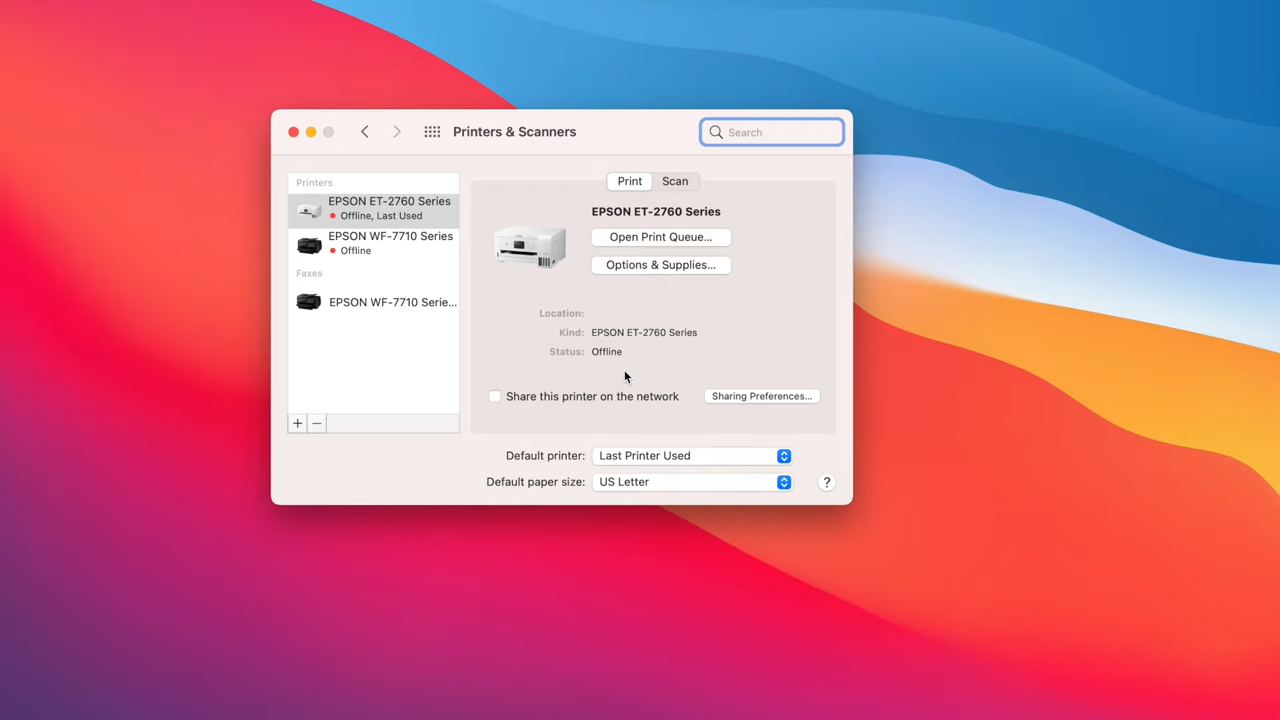 Printers & Scanners
Search
Printers
EPSON ET-2760 Series
Offline, Last Used
EPSON WF-7710 Series
Offline
Faxes
EPSON WF-7710 Serie...
+ −
Print Scan
EPSON ET-2760 Series
Open Print Queue...
Options & Supplies...
Location:
Kind: EPSON ET-2760 Series
Status: Offline
Share this printer on the network Sharing Preferences...
Default printer: Last Printer Used
Default paper size: US Letter
?